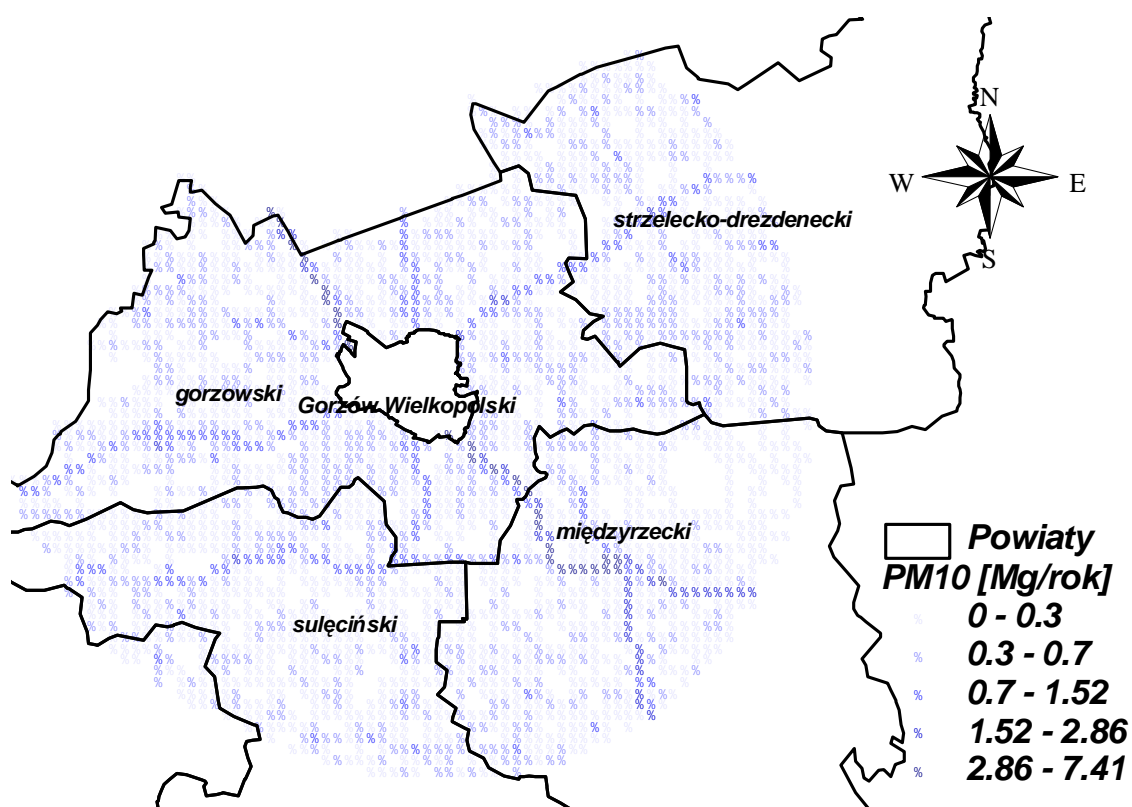 N
W E
S
strzelecko-drezdenecki
gorzowski
Gorzów Wielkopolski
międzyrzecki
sulęciński
Powiaty
PM10 [Mg/rok]
% 0 - 0.3
% 0.3 - 0.7
% 0.7 - 1.52
% 1.52 - 2.86
% 2.86 - 7.41